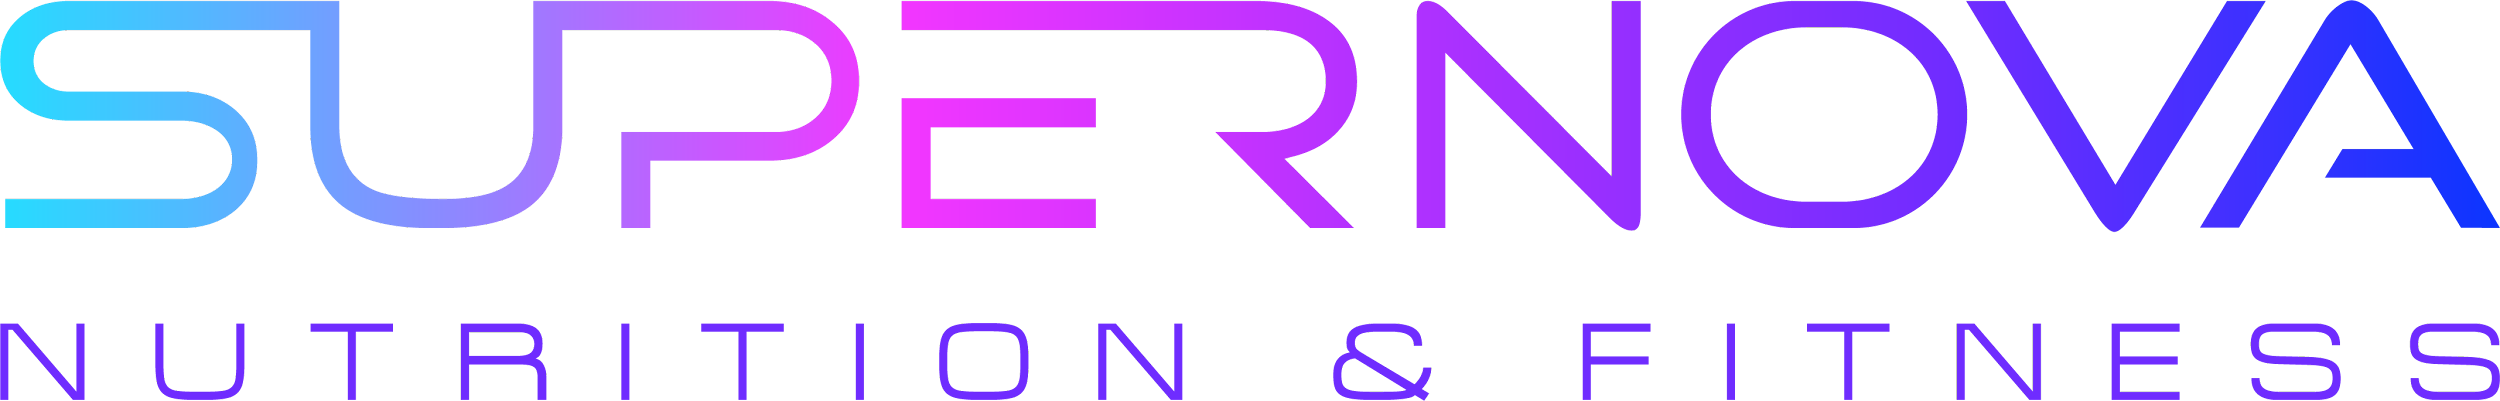 SUPERNOVA
NUTRITION & FITNESS